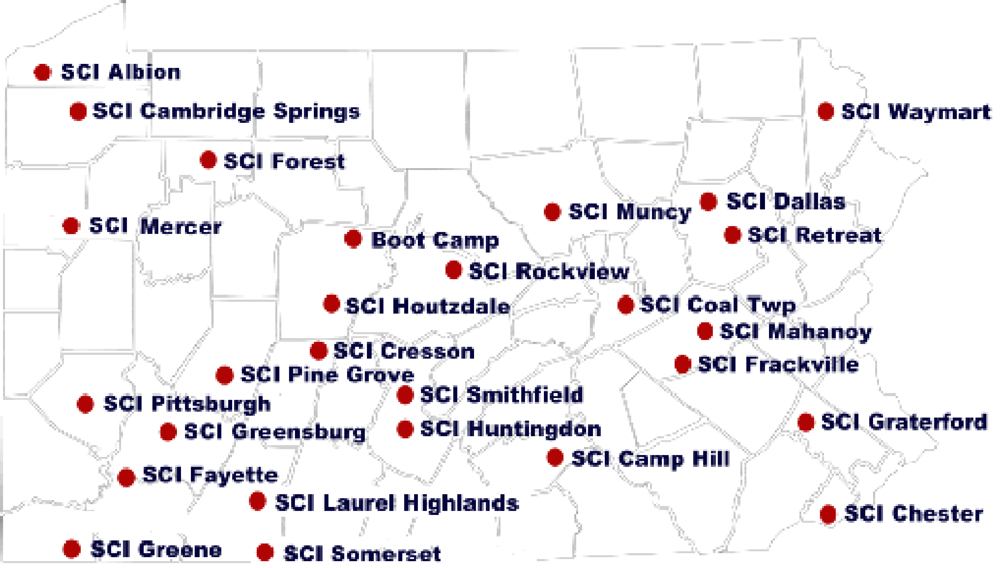 SCI Albion
SCI Cambridge Springs
SCI Waymart
SCI Forest
SCI Dallas
SCI Muncy
SCI Mercer
SCI Retreat
Boot Camp
SCI Rockview
SCI Houtzdale
SCI Coal Twp
SCI Mahanoy
SCI Cresson
SCI Frackville
SCI Pine Grove
SCI Smithfield
SCI Pittsburgh
SCI Graterford
SCI Huntingdon
SCI Greensburg
SCI Camp Hill
SCI Fayette
SCI Laurel Highlands
SCI Chester
SCI Greene
SCI Somerset